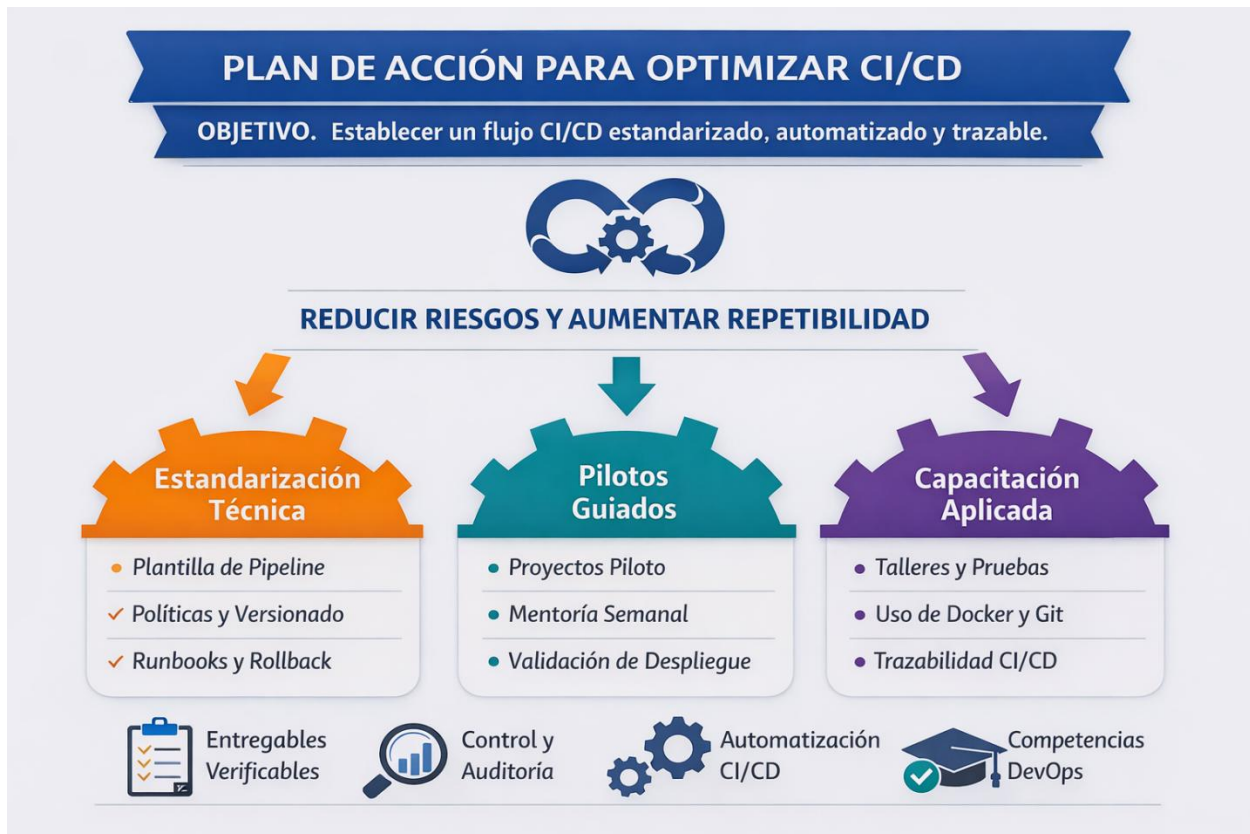 PLAN DE ACCIÓN PARA OPTIMIZAR CI/CD
OBJETIVO. Establecer un flujo CI/CD estandarizado, automatizado y trazable.
REDUCIR RIESGOS Y AUMENTAR REPETIBILIDAD
Estandarización
Técnica
Plantilla de Pipeline
Políticas y Versionado
Runbooks y Rollback
Pilotos
Guiados
Proyectos Piloto
Mentoría Semanal
Validación de Despliegue
Capacitación
Aplicada
Talleres y Pruebas
Uso de Docker y Git
Trazabilidad CI/CD
Entregables
Verificables
Control y
Auditoría
Automatización
CI/CD
Competencias
DevOps